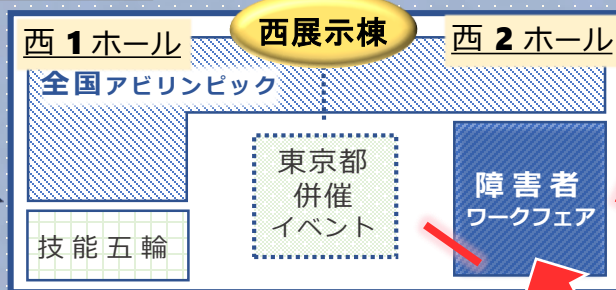 西1ホール
西展示棟
西2ホール
全国アビリンピック
東京都
併催
イベント
障害者
ワークフェア
技能五輪